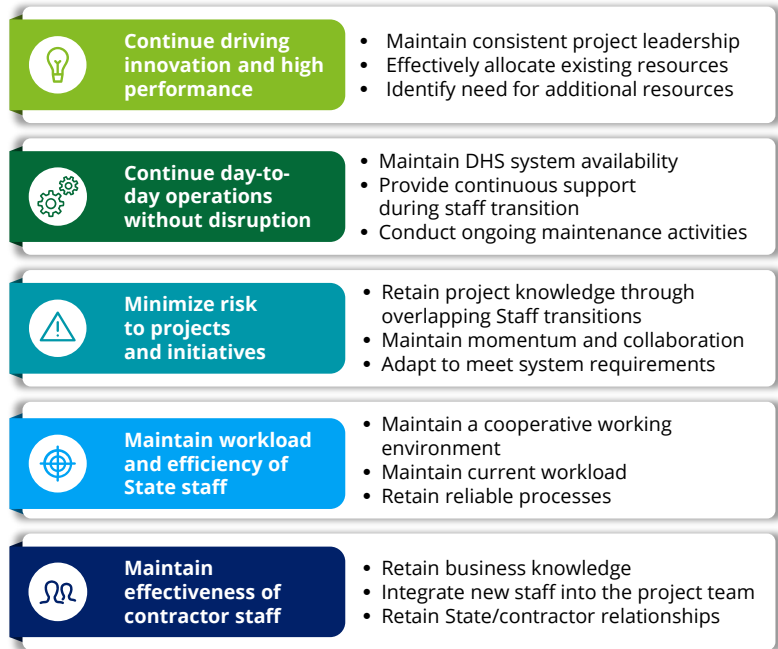 Continue driving
innovation and high
performance
• Maintain consistent project leadership
• Effectively allocate existing resources
• Identify need for additional resources
Continue day-to-
day operations
without disruption
• Maintain DHS system availability
• Provide continuous support
during staff transition
• Conduct ongoing maintenance activities
Minimize risk
to projects
and initiatives
• Retain project knowledge through
overlapping Staff transitions
• Maintain momentum and collaboration
• Adapt to meet system requirements
Maintain workload
and efficiency of
State staff
• Maintain a cooperative working
environment
• Maintain current workload
• Retain reliable processes
Maintain
effectiveness of
contractor staff
• Retain business knowledge
• Integrate new staff into the project team
• Retain State/contractor relationships